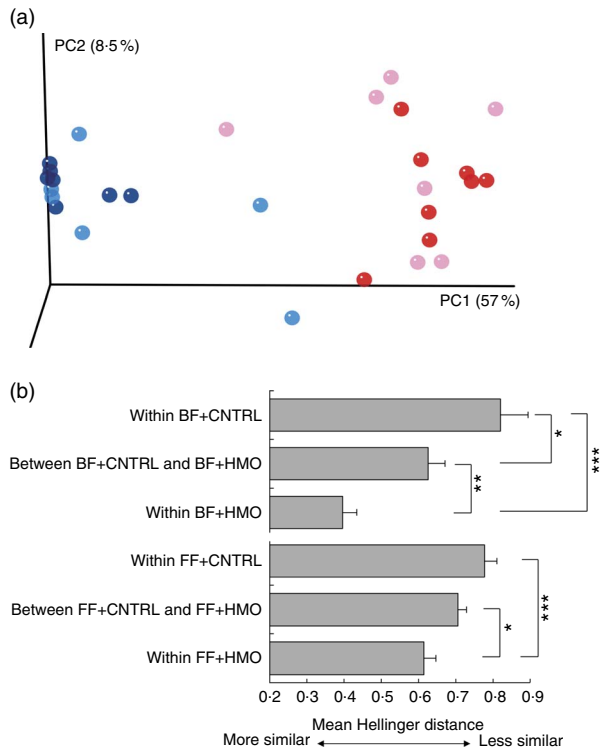 (a)
PC2 (8·5 %)
PC1 (57 %)
(b)
Within BF+CNTRL
Between BF+CNTRL and BF+HMO
Within BF+HMO
Within FF+CNTRL
Between FF+CNTRL and FF+HMO
Within FF+HMO
*
**
***
*
***
0·2 0·3 0·4 0·5 0·6 0·7 0·8 0·9
Mean Hellinger distance
More similar Less similar